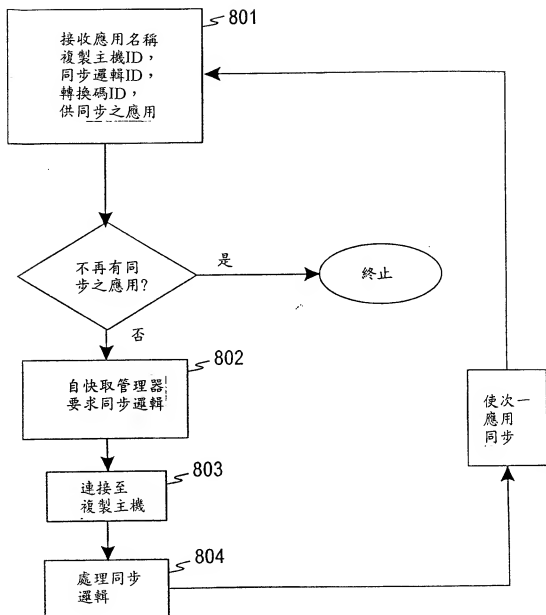 801
接收應用名稱
複製主機ID，
同步邏輯ID，
轉換碼ID，
供同步之應用
不再有同
步之應用?
是
終止
否
802
自快取管理器
要求同步邏輯
803
連接至
複製主機
804
處理同步
邏輯
使次一
應用
同步